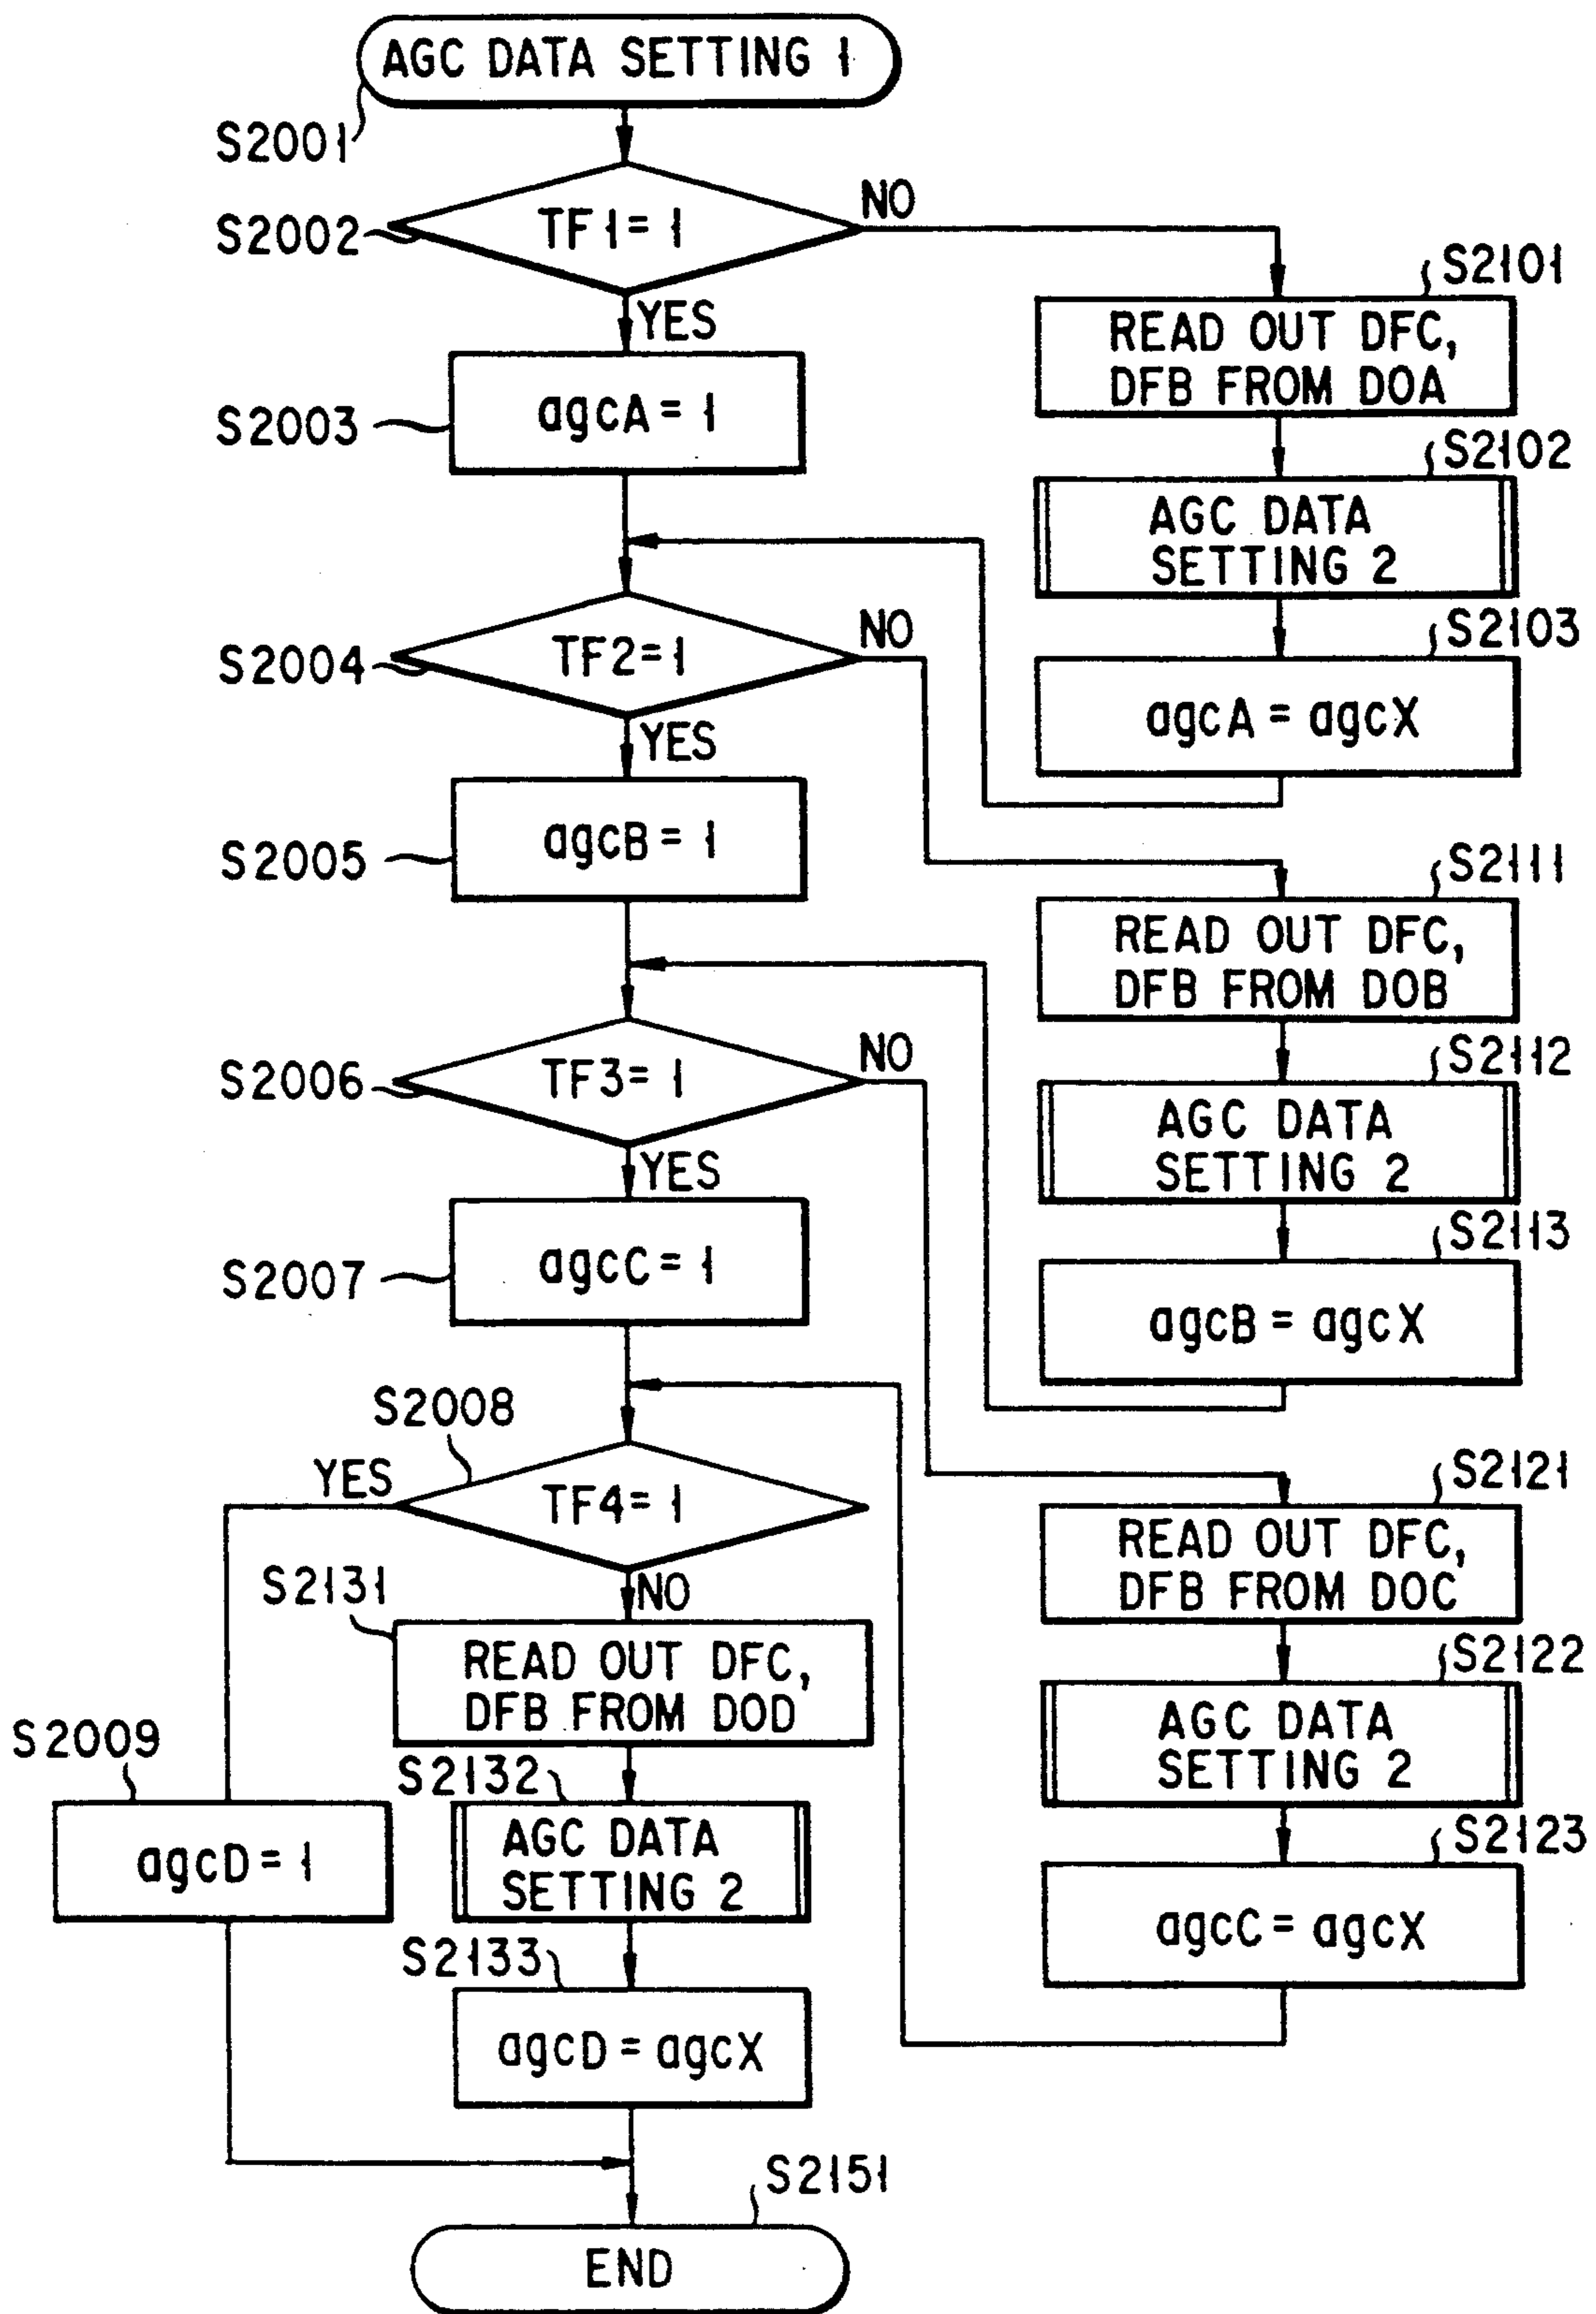 AGC DATA SETTING 1
S2001
S2002
TF1=1
NO
YES
S2101
READ OUT DFC,
DFB FROM DOA
S2003
agcA=1
S2102
AGC DATA
SETTING 2
S2103
agcA=agcX
S2004
TF2=1
NO
YES
S2005
agcB=1
S2111
READ OUT DFC,
DFB FROM DOB
S2112
AGC DATA
SETTING 2
S2113
agcB=agcX
S2006
TF3=1
NO
YES
S2007
agcC=1
S2121
READ OUT DFC,
DFB FROM DOC
S2122
AGC DATA
SETTING 2
S2123
agcC=agcX
S2008
YES
TF4=1
NO
S2131
READ OUT DFC,
DFB FROM DOD
S2009
agcD=1
S2132
AGC DATA
SETTING 2
S2133
agcD=agcX
S2151
END